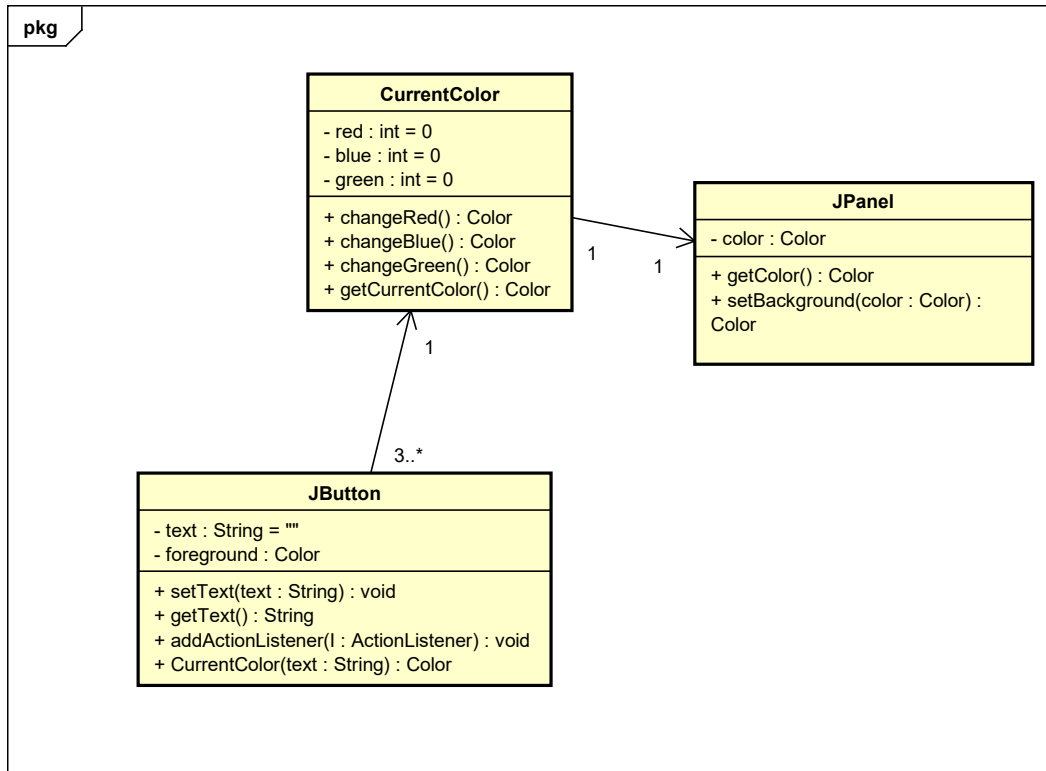 pkg
CurrentColor
- red : int = 0
- blue : int = 0
- green : int = 0
+ changeRed() : Color
+ changeBlue() : Color
+ changeGreen() : Color
+ getCurrentColor() : Color
JPanel
- color : Color
+ getColor() : Color
+ setBackground(color : Color) :
Color
1
1
1
3..*
JButton
- text : String = ""
- foreground : Color
+ setText(text : String) : void
+ getText() : String
+ addActionListener(l : ActionListener) : void
+ CurrentColor(text : String) : Color